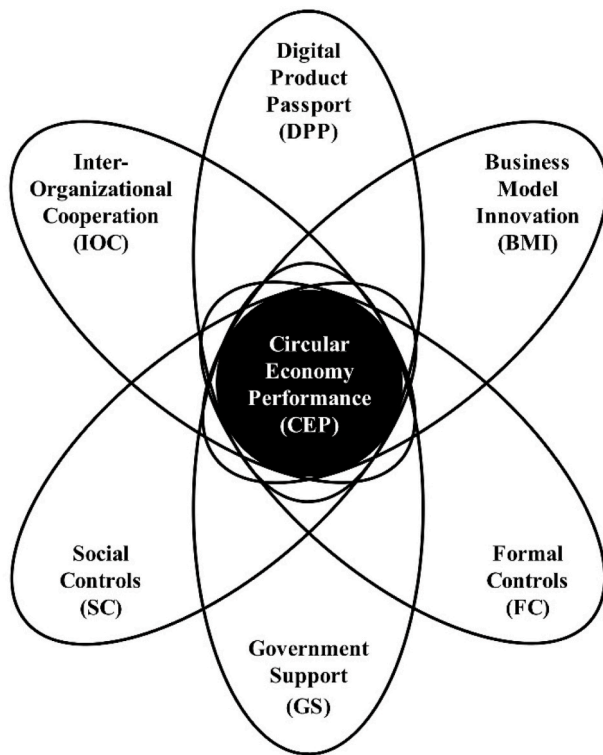 Digital
Product
Passport
(DPP)
Inter-
Organizational
Cooperation
(IOC)
Business
Model
Innovation
(BMI)
Circular
Economy
Performance
(CEP)
Social
Controls
(SC)
Formal
Controls
(FC)
Government
Support
(GS)